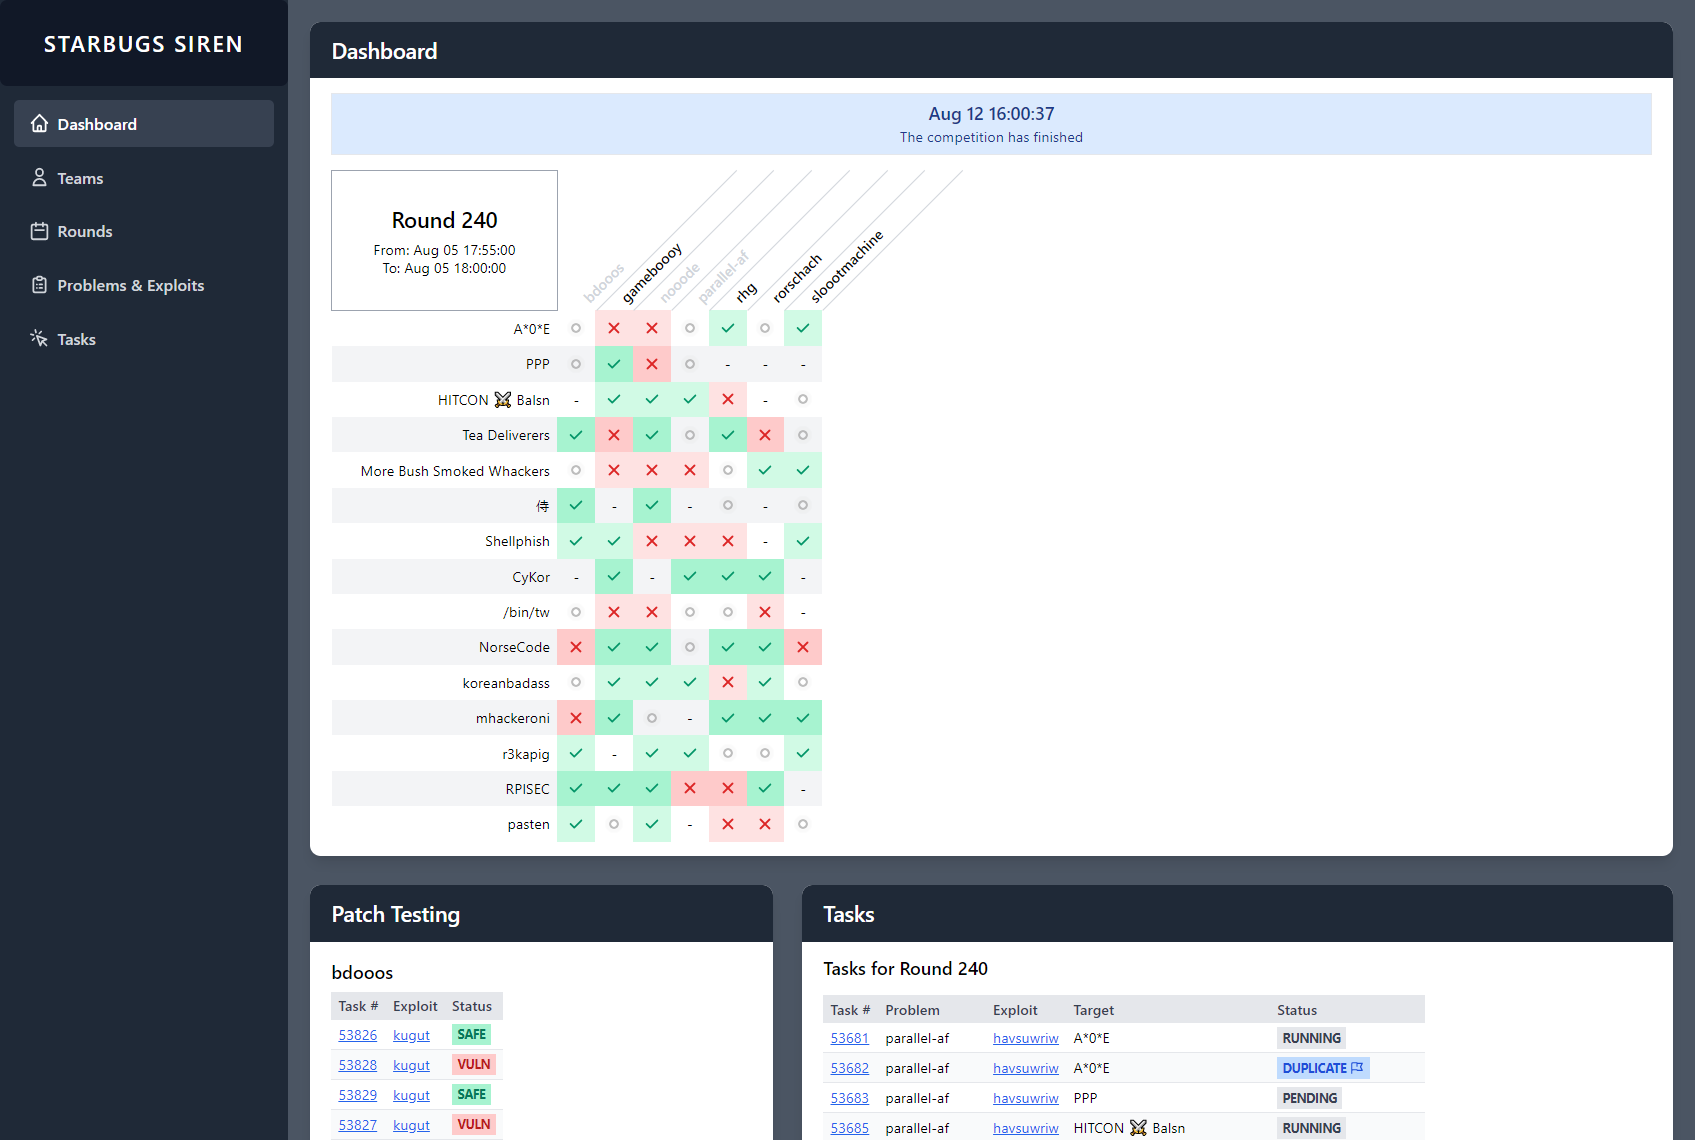 STARBUGS SIREN
Dashboard
Teams
Rounds
Problems & Exploits
Tasks
Dashboard
Aug 12 16:00:37
The competition has finished
Round 240
From: Aug 05 17:55:00
To: Aug 05 18:00:00
bdooos
gameboooy
nooode
parallel-af
rhg
rorschach
sloootmachine
A*0*E
PPP - - -
HITCON ⚔ Balsn - -
Tea Deliverers
More Bush Smoked Whackers
侍 - - -
Shellphish -
CyKor - - -
/bin/tw -
NorseCode
koreanbadass
mhackeroni -
r3kapig -
RPISEC -
pasten -
Patch Testing
bdooos
Task # Exploit Status
53826 kugut SAFE
53828 kugut VULN
53829 kugut SAFE
53827 kugut VULN
Tasks
Tasks for Round 240
Task # Problem Exploit Target Status
53681 parallel-af havsuwriw A*0*E RUNNING
53682 parallel-af havsuwriw A*0*E DUPLICATE
53683 parallel-af havsuwriw PPP PENDING
53685 parallel-af havsuwriw HITCON ⚔ Balsn RUNNING